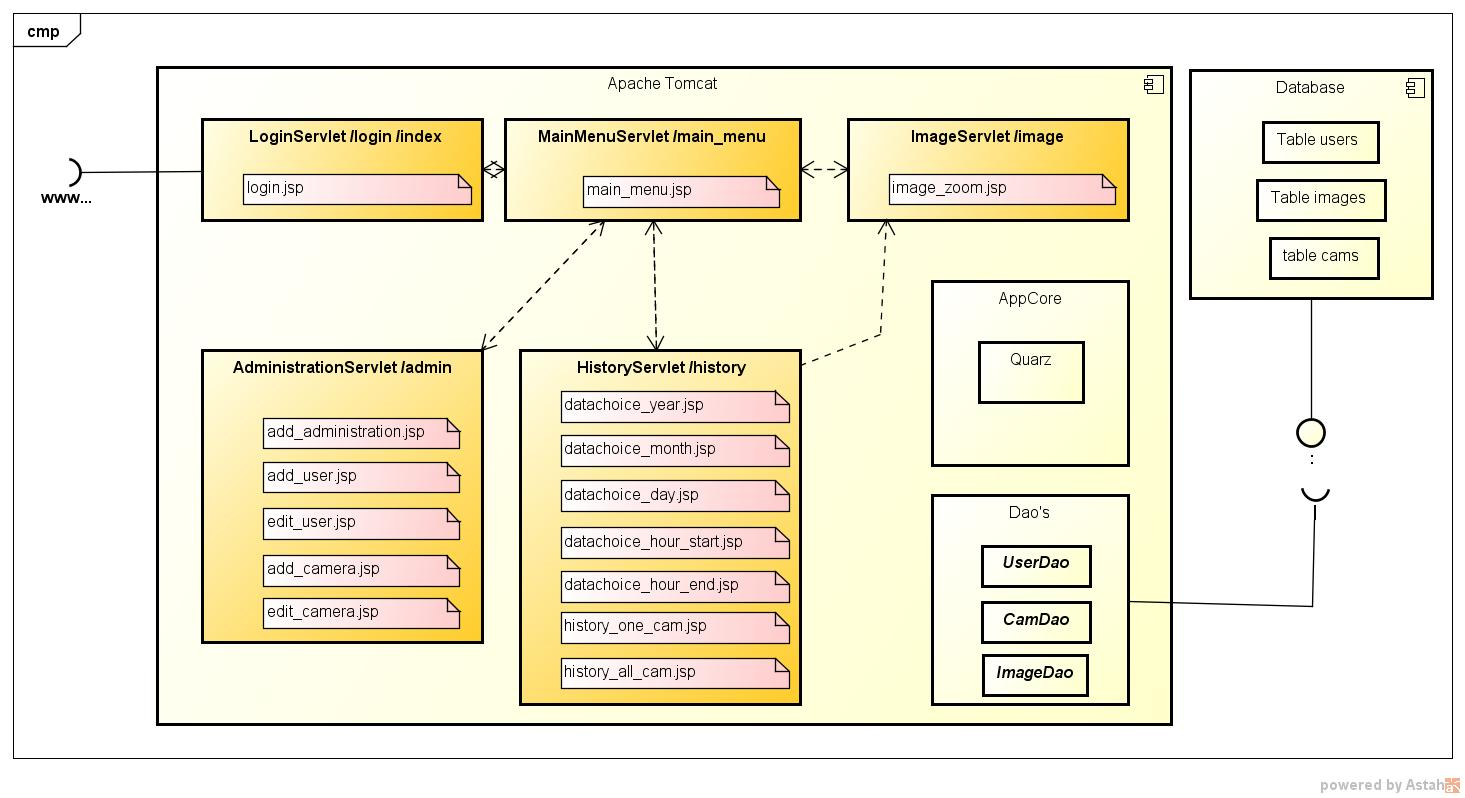 cmp
Apache Tomcat
Database
LoginServlet /login /index
MainMenuServlet /main_menu
ImageServlet /image
login.jsp
main_menu.jsp
image_zoom.jsp
Table users
Table images
table cams
www...
AppCore
Quarz
AdministrationServlet /admin
add_administration.jsp
add_user.jsp
edit_user.jsp
add_camera.jsp
edit_camera.jsp
HistoryServlet /history
datachoice_year.jsp
datachoice_month.jsp
datachoice_day.jsp
datachoice_hour_start.jsp
datachoice_hour_end.jsp
history_one_cam.jsp
history_all_cam.jsp
:
Dao's
UserDao
CamDao
ImageDao
powered by Astah